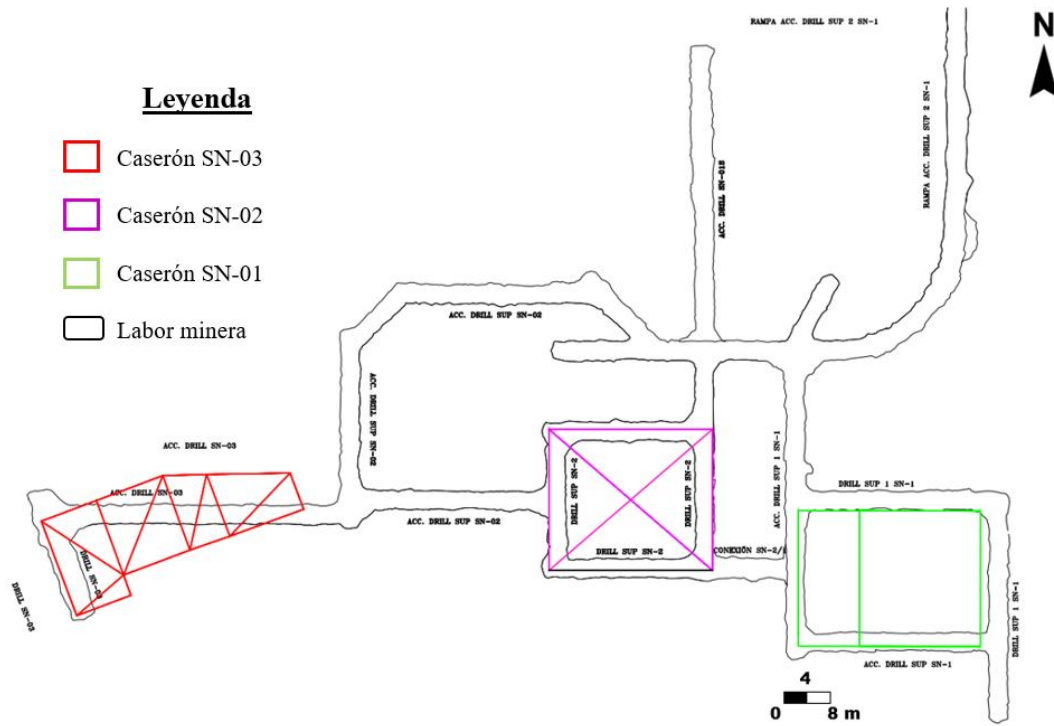 RAMPA ACC. DRILL SUP 2 SN-1
N
Leyenda
Caserón SN-03
Caserón SN-02
Caserón SN-01
Labor minera
RAMPA ACC. DRILL SUP 2 SN-1
ACC. DRILL SN-01S
ACC. DRILL SUP SN-02
ACC. DRILL SUP SN-02
ACC. DRILL SN-03
ACC. DRILL SN-03
DRILL SN-03
DRILL SN-03
ACC. DRILL SUP SN-02
DRILL SUP SN-2
DRILL SUP SN-2
DRILL SUP SN-2
CONEXIÓN SN-2/
ACC. DRILL SUP 1 SN-1
DRILL SUP 1 SN-1
DRILL SUP 1 SN-1
ACC. DRILL SUP SN-1
4
0 8 m